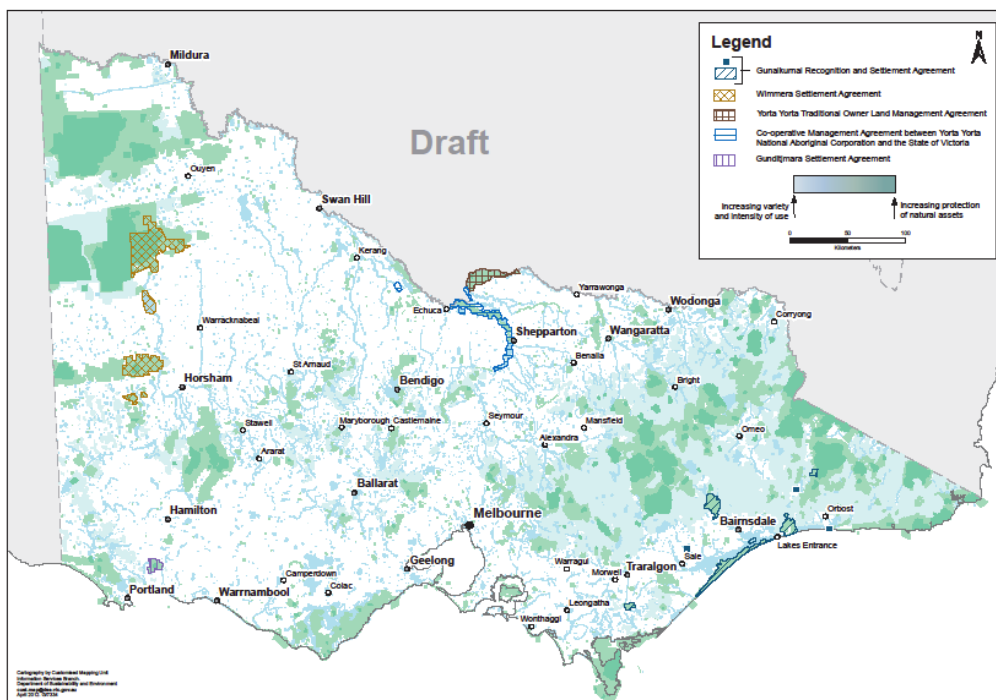 Legend
N
Gunaikurnai Recognition and Settlement Agreement
Wimmera Settlement Agreement
Yorta Yorta Traditional Owner Land Management Agreement
Co-operative Management Agreement between Yorta Yorta
National Aboriginal Corporation and the State of Victoria
Gunditjmara Settlement Agreement
Increasing variety
and intensity of use
Increasing protection
of natural assets
0 50 100
Kilometers
Draft
Mildura
Ouyen
Swan Hill
Kerang
Yarrawonga
Wodonga
Corryong
Echuca
Warracknabeal
Shepparton
Wangaratta
St Arnaud
Benalla
Horsham
Bendigo
Bright
Stawell
Maryborough
Castlemaine
Seymour
Mansfield
Omeo
Alexandra
Ararat
Ballarat
Hamilton
Melbourne
Orbost
Bairnsdale
Lakes Entrance
Geelong
Warragul
Sale
Morwell
Traralgon
Camperdown
Colac
Portland
Warrnambool
Leongatha
Wonthaggi
Cartography by Customised Mapping Unit
Information Services Branch,
Department of Sustainability and Environment